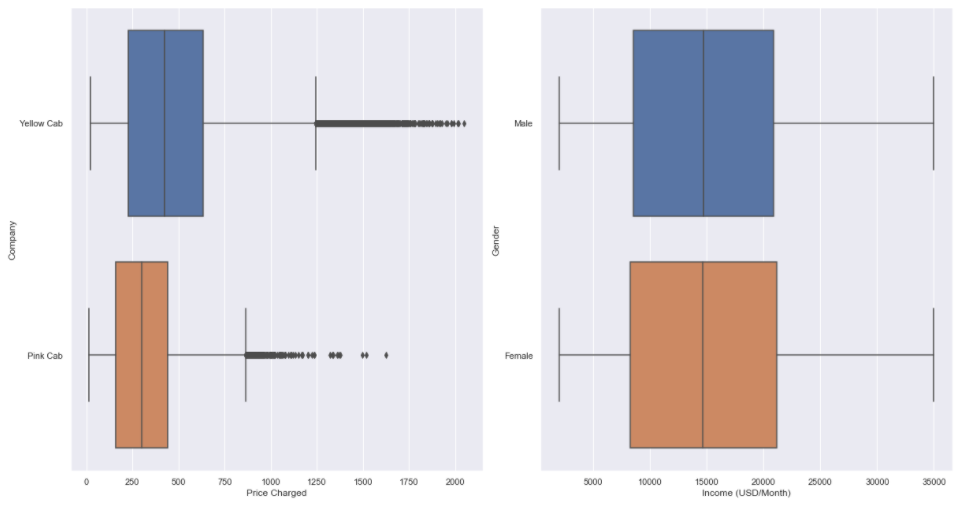 Company
Yellow Cab
Pink Cab
0 250 500 750 1000 1250 1500 1750 2000
Price Charged
Gender
Male
Female
5000 10000 15000 20000 25000 30000 35000
Income (USD/Month)